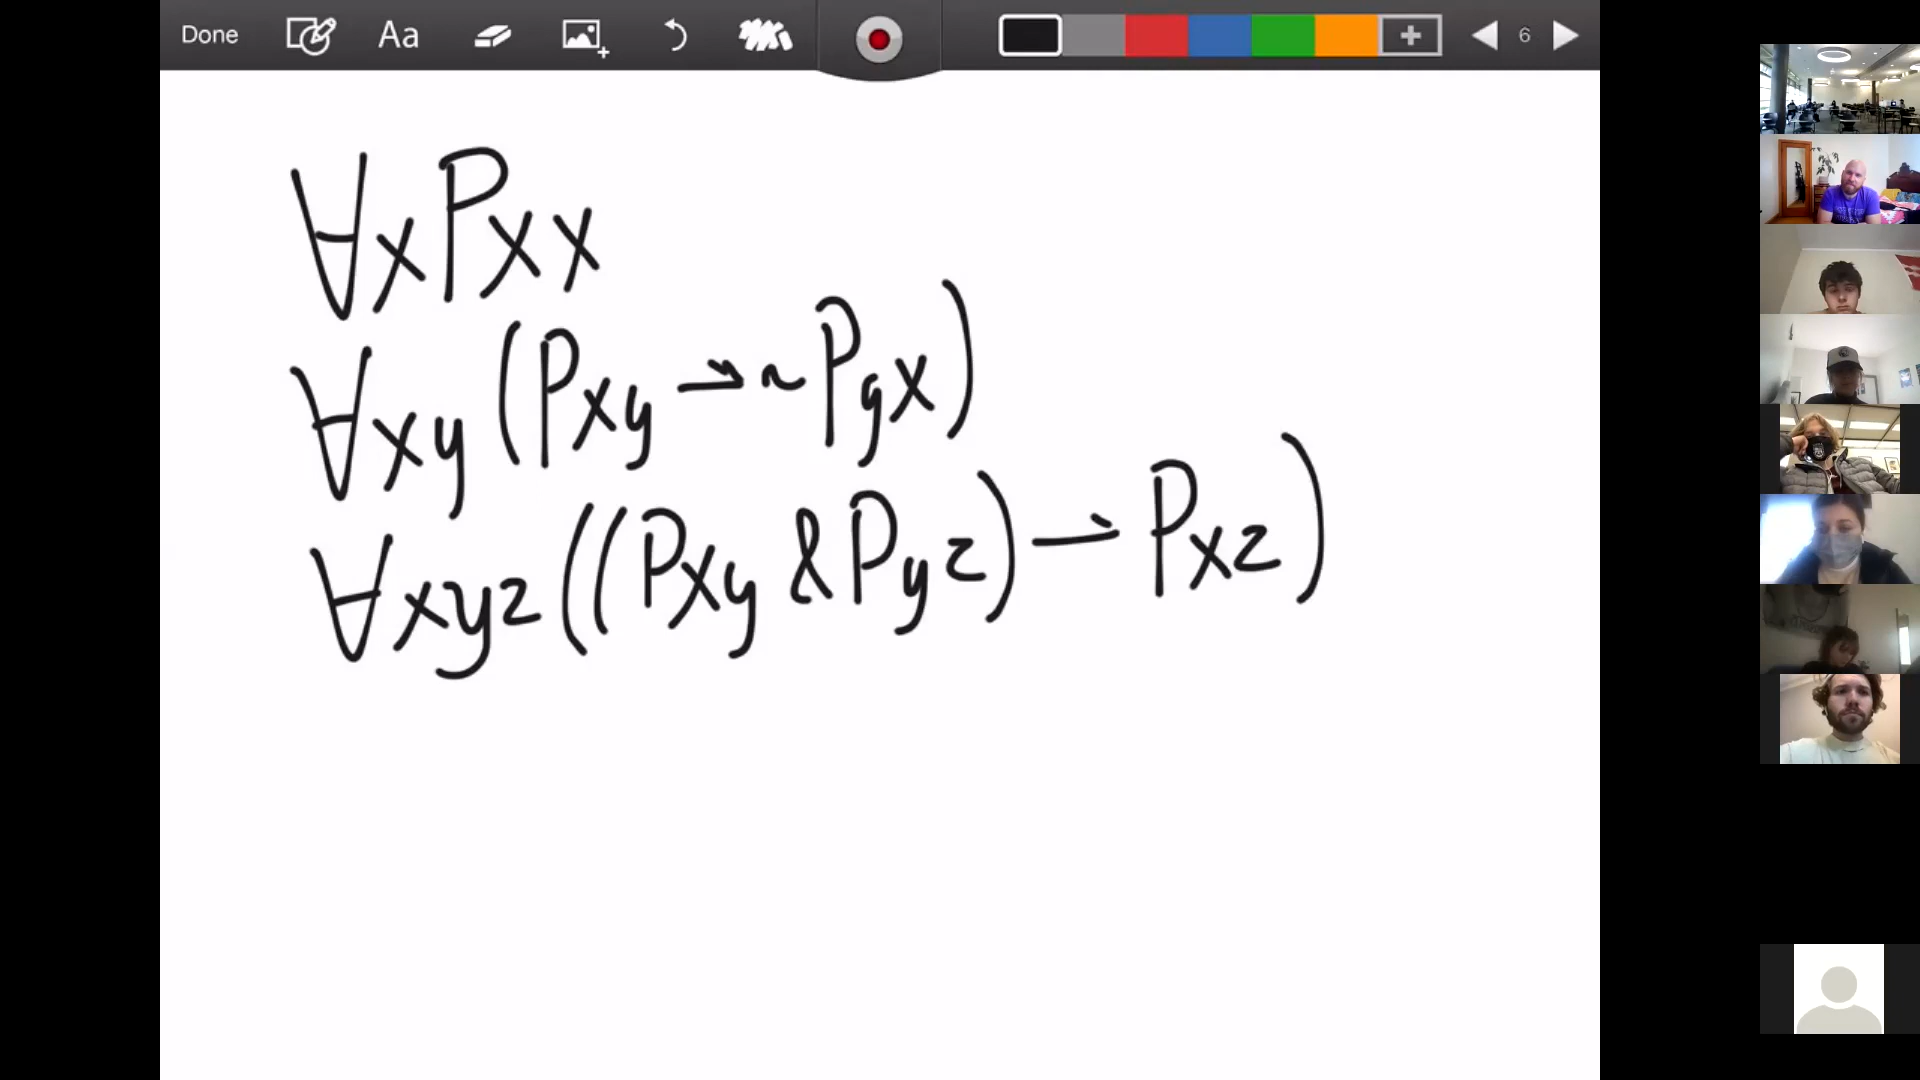 Done Aa 6
∀xPxx
∀xy(Pxy→~Pyx)
∀xyz((Pxy&Pyz)→Pxz)